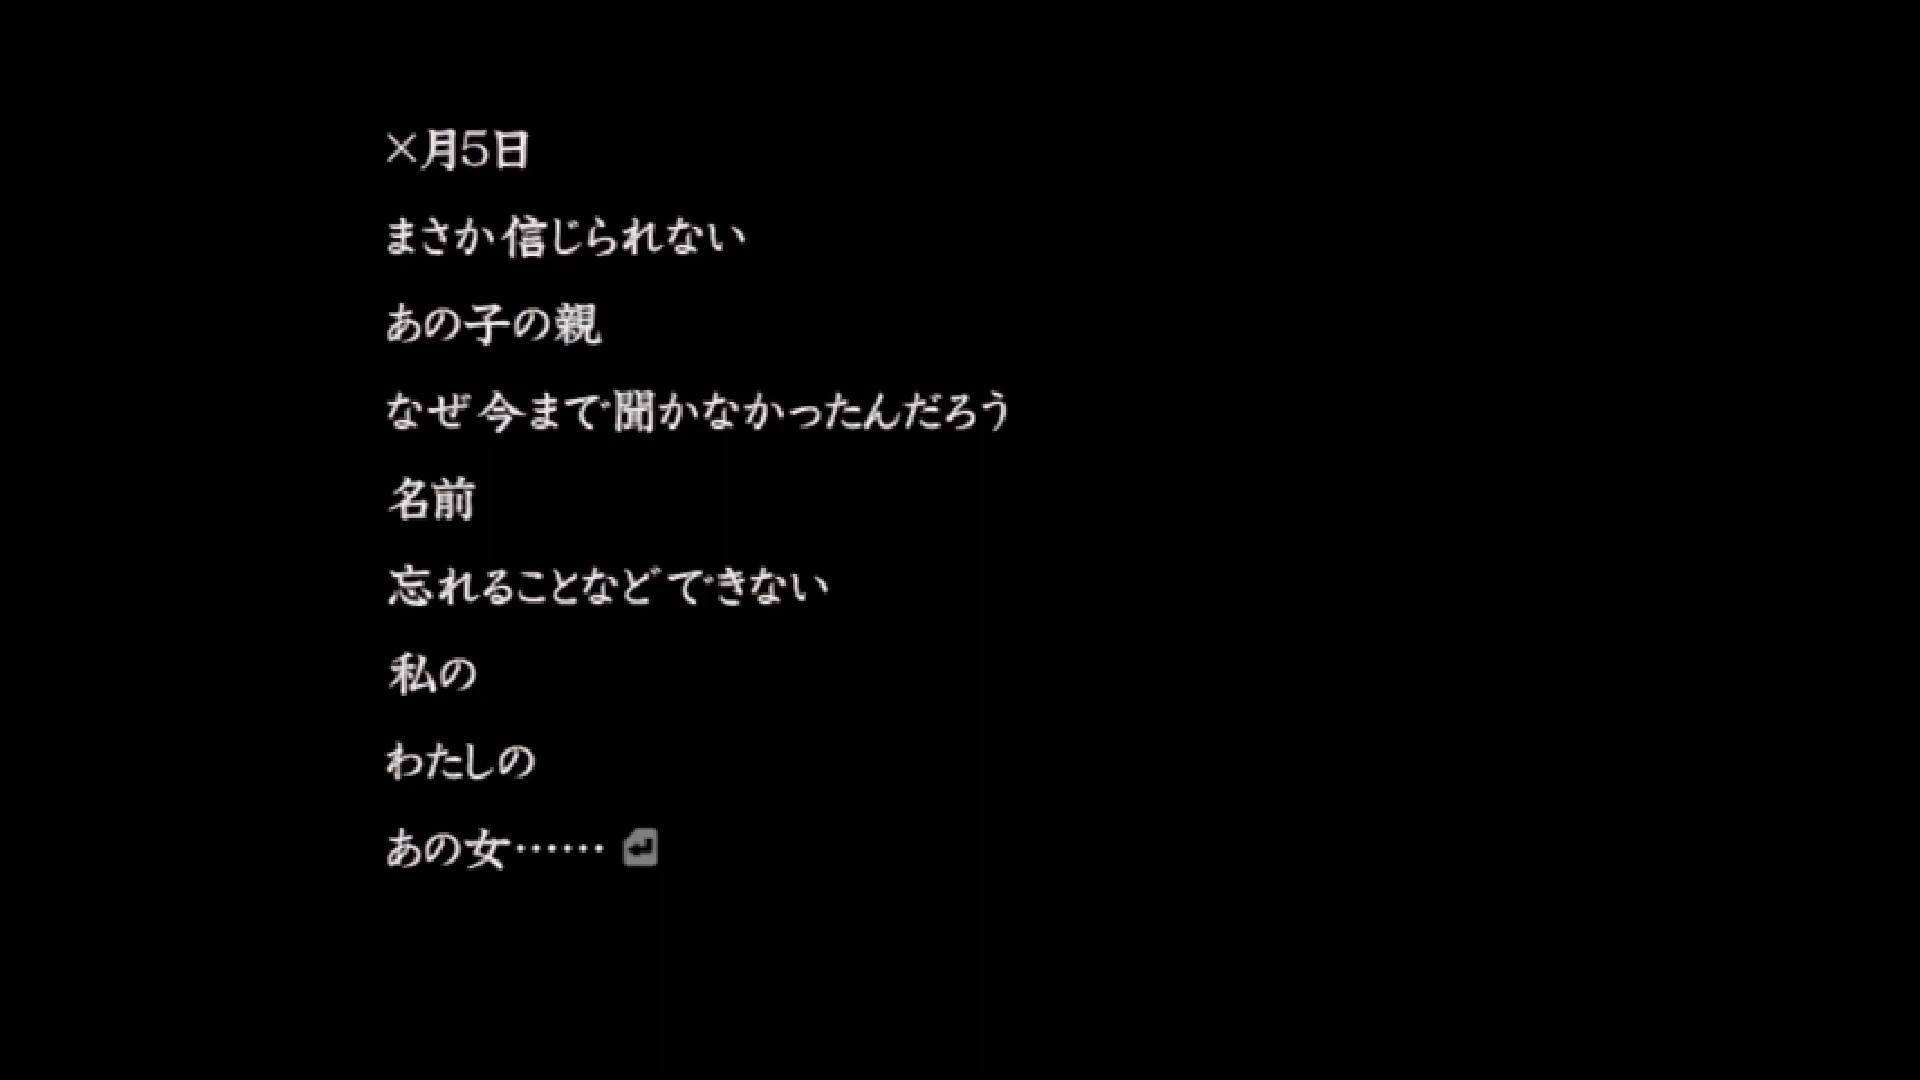 ×月5日
まさか信じられない
あの子の親
なぜ今まで聞かなかったんだろう
名前
忘れることなどできない
私の
わたしの
あの女……